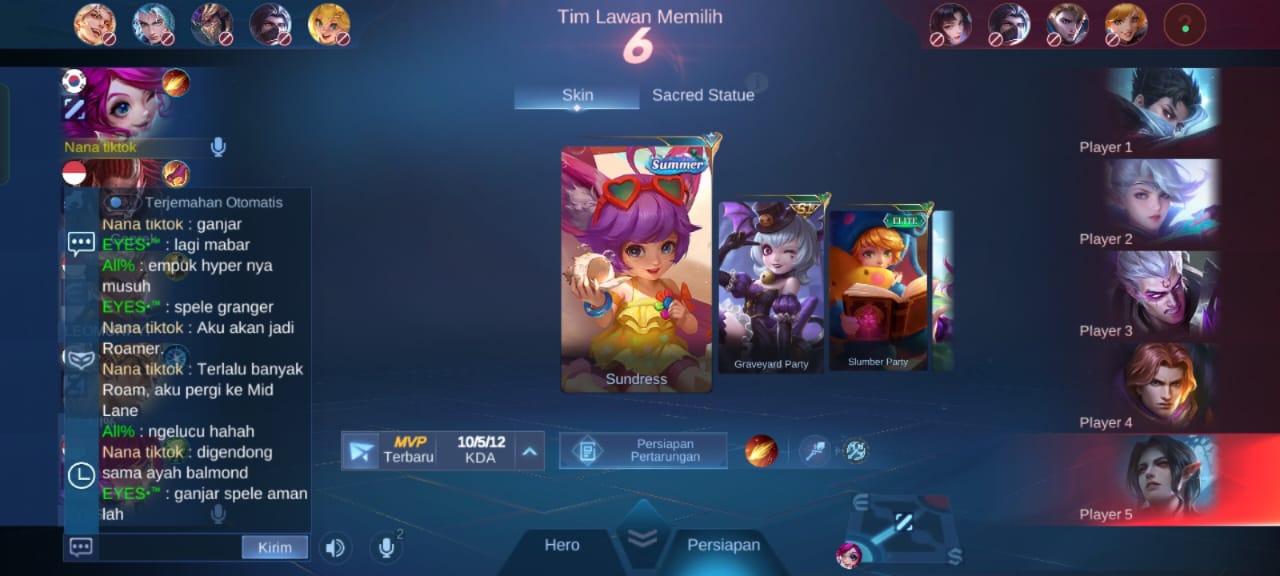 Tim Lawan Memilih
6
Skin
Sacred Statue
Nana tiktok
Terjemahan Otomatis
Nana tiktok : ganjar
EYES•™ : lagi mabar
All% : empuk hyper nya
musuh
EYES•™ : spele granger
Nana tiktok : Aku akan jadi
Roamer.
Nana tiktok : Terlalu banyak
Roam, aku pergi ke Mid
Lane
All% : ngelucu hahah
Nana tiktok : digendong
sama ayah balmond
EYES•™ : ganjar spele aman
lah
Kirim
2
Summer
Sundress
S1
Graveyard Party
ELITE
Slumber Party
MVP
Terbaru
10/5/12
KDA
Persiapan
Pertarungan
Hero
Persiapan
Player 1
Player 2
Player 3
Player 4
Player 5